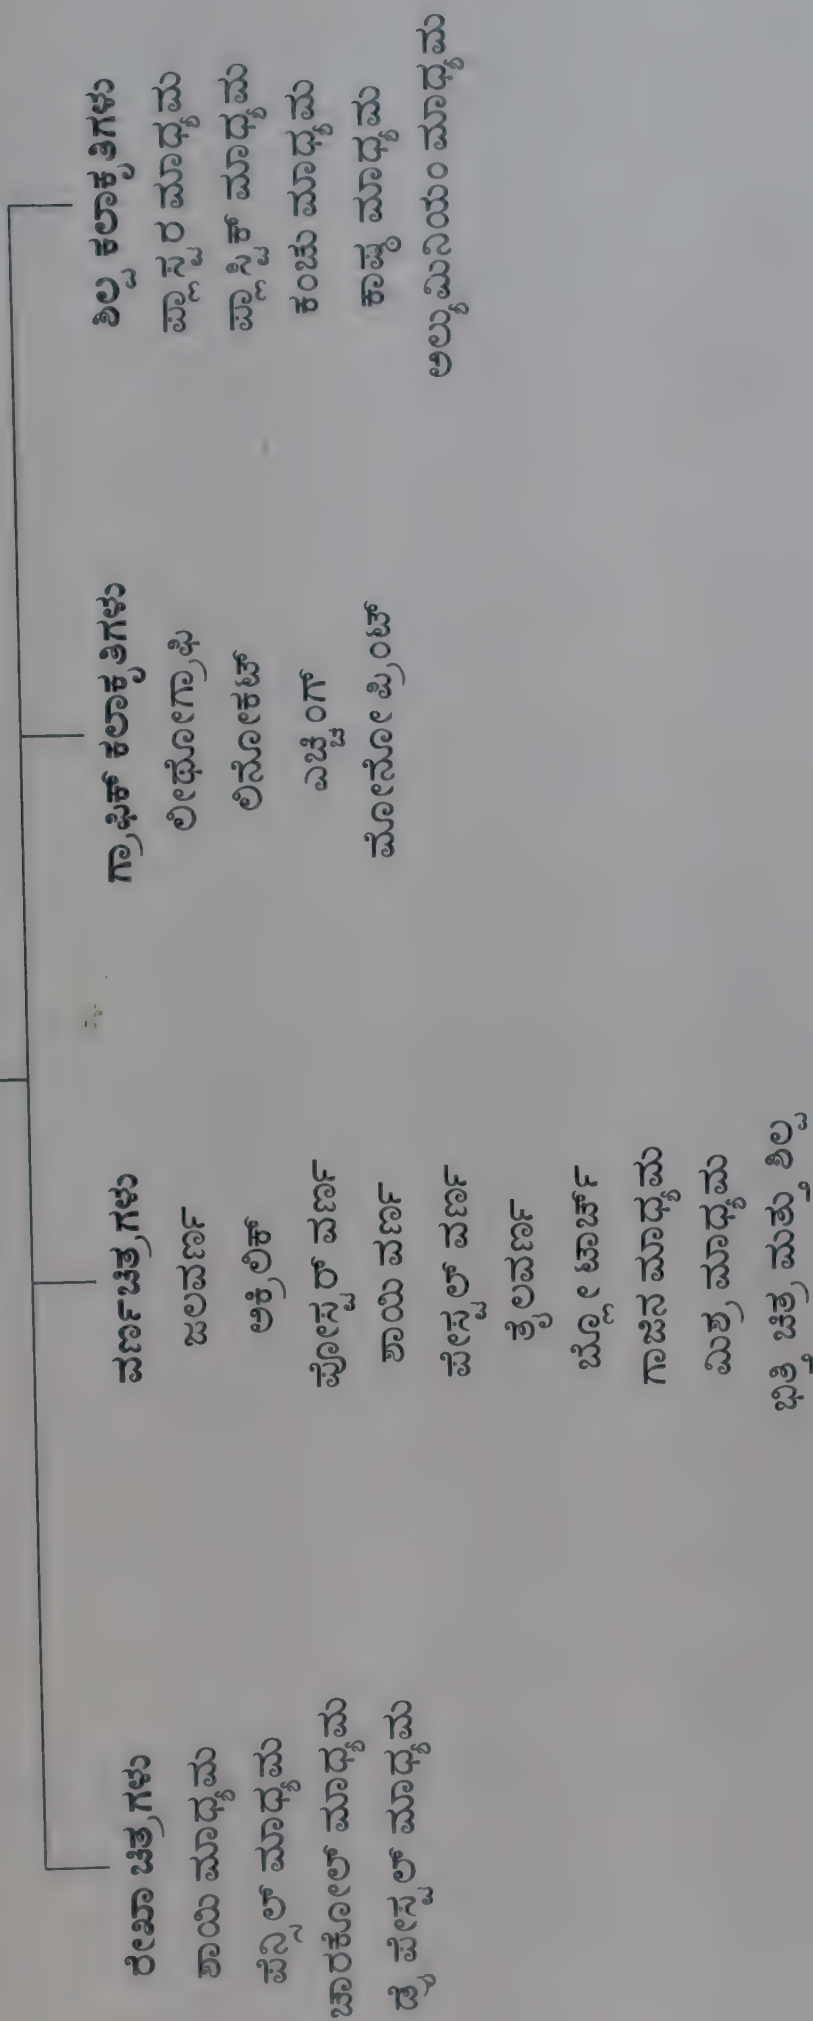 ರೇಖಾ ಚಿತ್ರಗಳು
ಶಾಯಿ ಮಾಧ್ಯಮ
ಪೆನ್ಸಿಲ್ ಮಾಧ್ಯಮ
ಚಾರಕೋಲ್ ಮಾಧ್ಯಮ
ಡ್ರೈ ಪೇಸ್ಟಲ್ ಮಾಧ್ಯಮ
ವರ್ಣಚಿತ್ರಗಳು
ಜಲವರ್ಣ
ಅಕ್ರಿಲಿಕ್
ಪೋಸ್ಟರ್ ವರ್ಣ
ಶಾಯಿ ವರ್ಣ
ಪೇಸ್ಟಲ್ ವರ್ಣ
ತೈಲವರ್ಣ
ಬ್ಲೋ ಟಾರ್ಚ್
ಗಾಜಿನ ಮಾಧ್ಯಮ
ಮಿಶ್ರ ಮಾಧ್ಯಮ
ಭಿತ್ತಿ ಚಿತ್ರ ಮತ್ತು ಶಿಲ್ಪ
ಗ್ರಾಫಿಕ್ ಕಲಾಕೃತಿಗಳು
ಲೀಥೋಗ್ರಾಫಿ
ಲಿನೋಕಟ್
ಎಚ್ಚಿಂಗ್
ಮೋನೋ ಪ್ರಿಂಟ್
ಶಿಲ್ಪ ಕಲಾಕೃತಿಗಳು
ಪ್ಲಾಸ್ಟರ ಮಾಧ್ಯಮ
ಪ್ಲಾಸ್ಟಿಕ್ ಮಾಧ್ಯಮ
ಕಂಚು ಮಾಧ್ಯಮ
ಕಾಷ್ಠ ಮಾಧ್ಯಮ
ಅಲ್ಯುಮಿನಿಯಂ ಮಾಧ್ಯಮ